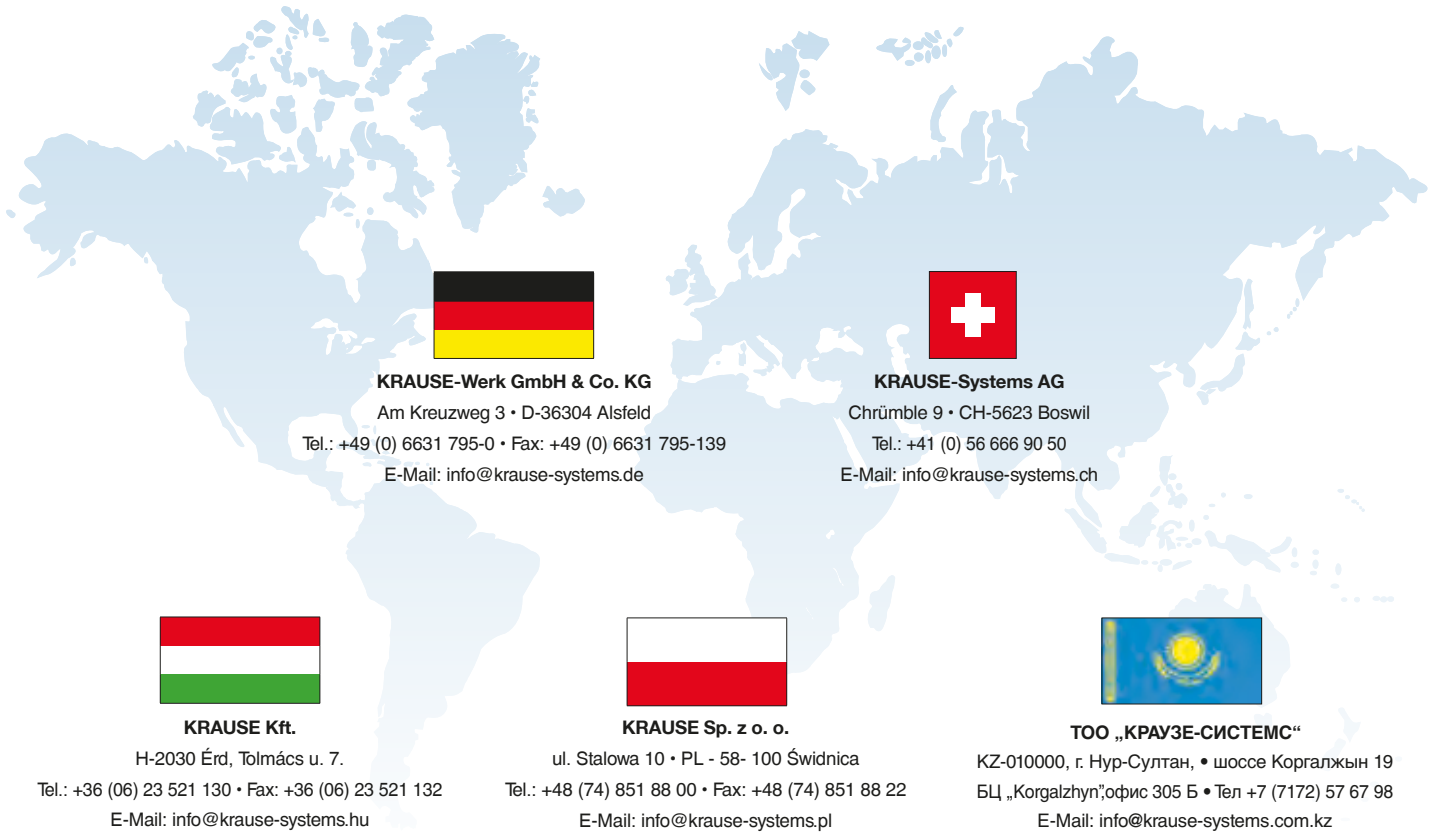 KRAUSE-Werk GmbH & Co. KG
Am Kreuzweg 3 • D-36304 Alsfeld
Tel.: +49 (0) 6631 795-0 • Fax: +49 (0) 6631 795-139
E-Mail: info@krause-systems.de
KRAUSE-Systems AG
Chrümble 9 • CH-5623 Boswil
Tel.: +41 (0) 56 666 90 50
E-Mail: info@krause-systems.ch
KRAUSE Kft.
H-2030 Érd, Tolmács u. 7.
Tel.: +36 (06) 23 521 130 • Fax: +36 (06) 23 521 132
E-Mail: info@krause-systems.hu
KRAUSE Sp. z o. o.
ul. Stalowa 10 • PL - 58- 100 Świdnica
Tel.: +48 (74) 851 88 00 • Fax: +48 (74) 851 88 22
E-Mail: info@krause-systems.pl
ТОО „КРАУЗЕ-СИСТЕМС“
KZ-010000, г. Нур-Султан, • шоссе Коргалжын 19
БЦ „Korgalzhyn”,офис 305 Б • Тел +7 (7172) 57 67 98
E-Mail: info@krause-systems.com.kz